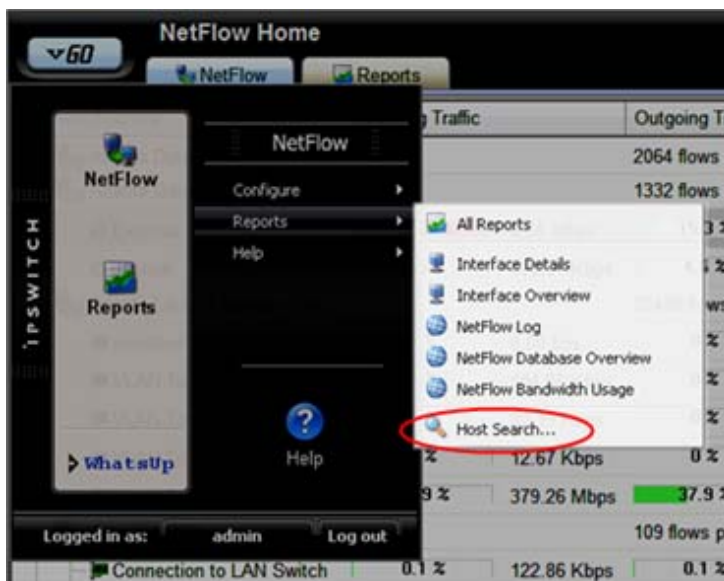 NetFlow Home
GO
NetFlow
Reports
Traffic
Outgoing T
2064 flows
1332 flows
IPSWITCH
NetFlow
Reports
WhatsUp
NetFlow
Configure
Reports
Help
Help
All Reports
Interface Details
Interface Overview
NetFlow Log
NetFlow Database Overview
NetFlow Bandwidth Usage
Host Search...
12.67 Kbps
0 %
379.26 Mbps
37.9
109 flows p
Logged in as:
admin
Log out
Connection to LAN Switch
0.1 %
122.86 Kbps
0.1 %